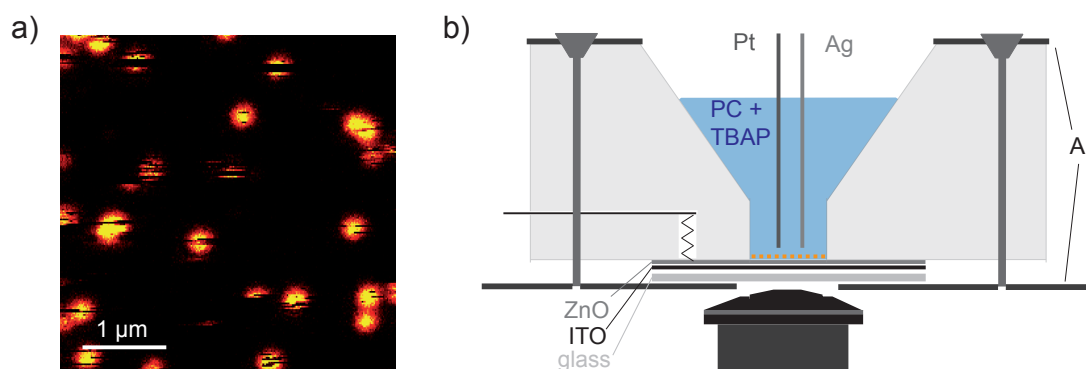 a)
1 µm
b)
Pt
Ag
PC +
TBAP
A
ZnO
ITO
glass